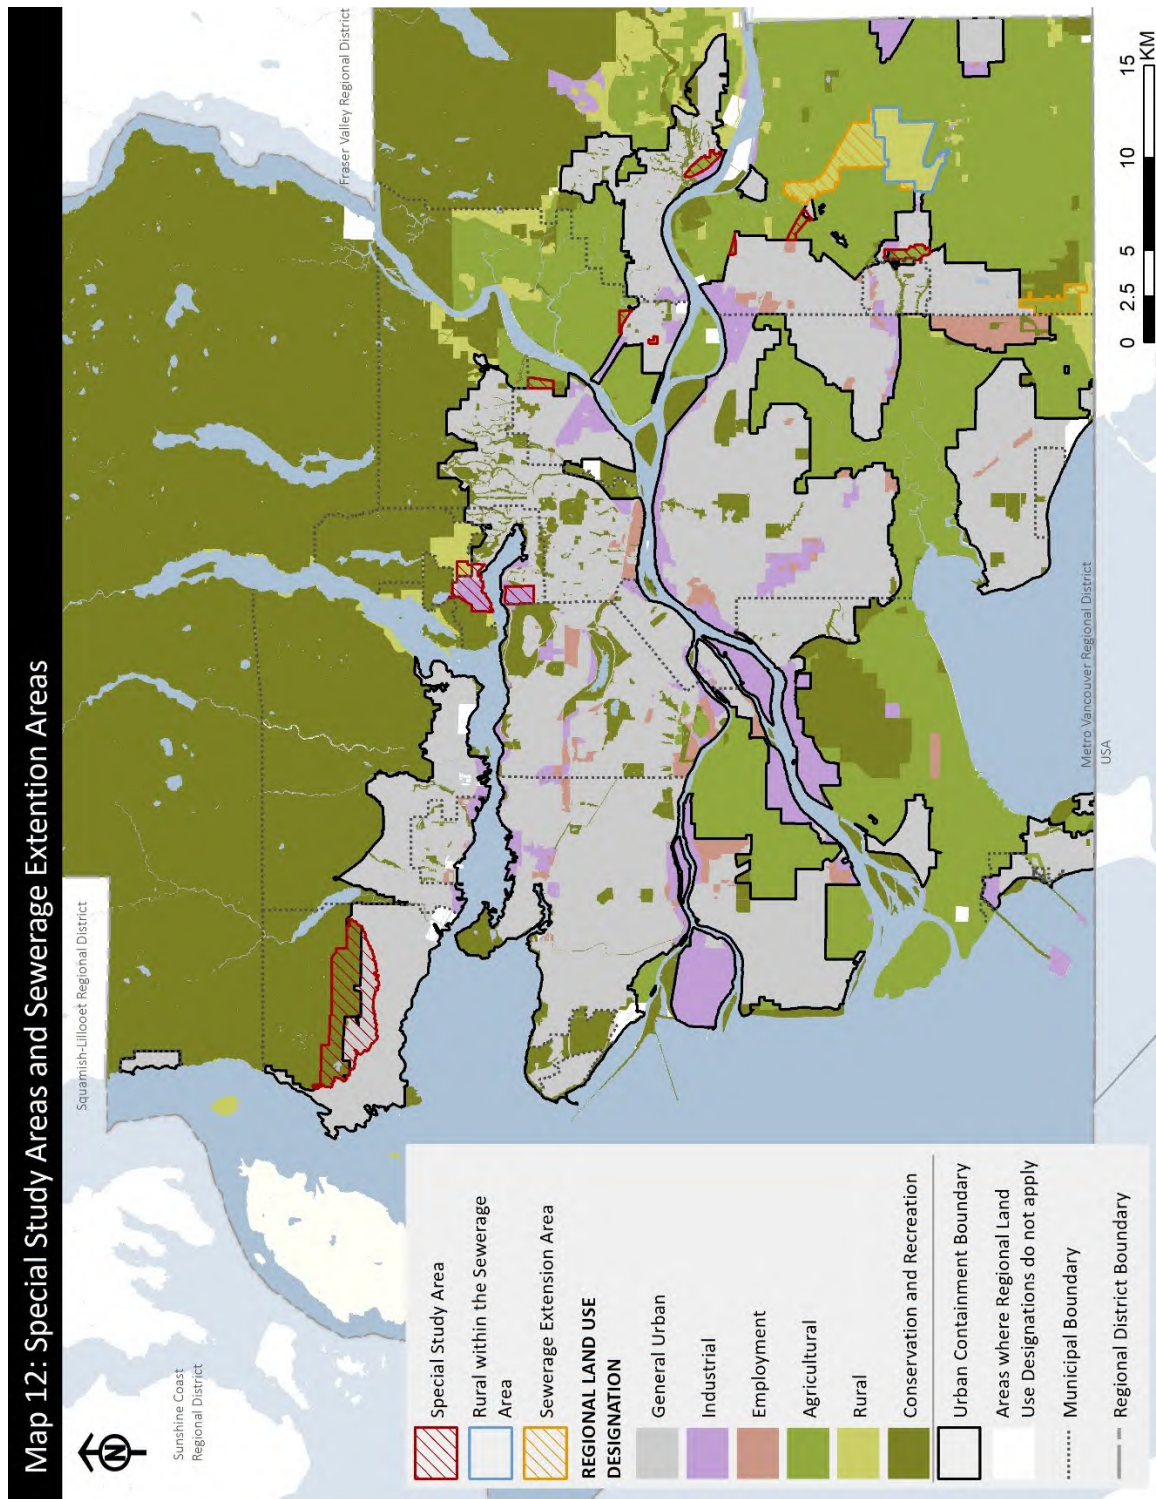 Map 12: Special Study Areas and Sewerage Extention Areas
N
Sunshine Coast
Regional District
Squamish-Lillooet Regional District
Fraser Valley Regional District
Special Study Area
Rural within the Sewerage
Area
Sewerage Extension Area
REGIONAL LAND USE
DESIGNATION
General Urban
Industrial
Employment
Agricultural
Rural
Conservation and Recreation
Urban Containment Boundary
Areas where Regional Land
Use Designations do not apply
Municipal Boundary
Regional District Boundary
Metro Vancouver Regional District
USA
0 2.5 5 10 15
KM